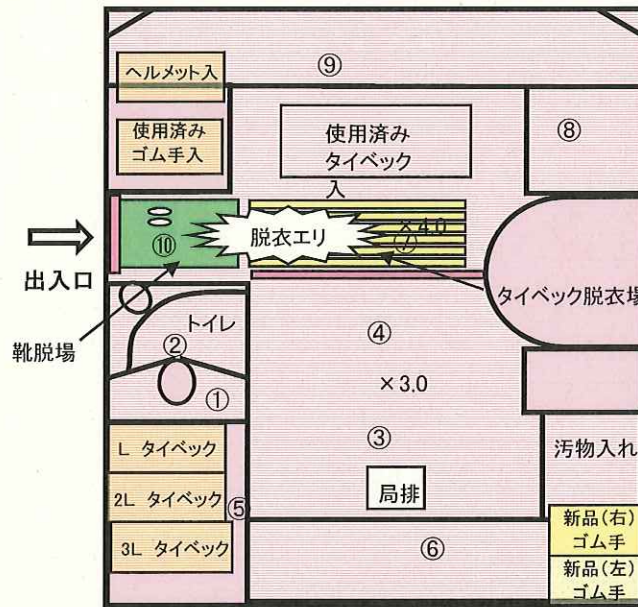 ⑨
ヘルメット入
使用済み
ゴム手入
使用済み
タイベック
入
⑧
⑩
脱衣エリ
×4.0
⑦
出入口
タイベック脱衣場
靴脱場
トイレ
②
①
④
×3.0
③
局排
L タイベック
2L タイベック
3L タイベック
⑤
⑥
汚物入れ
新品(右)
ゴム手
新品(左)
ゴム手